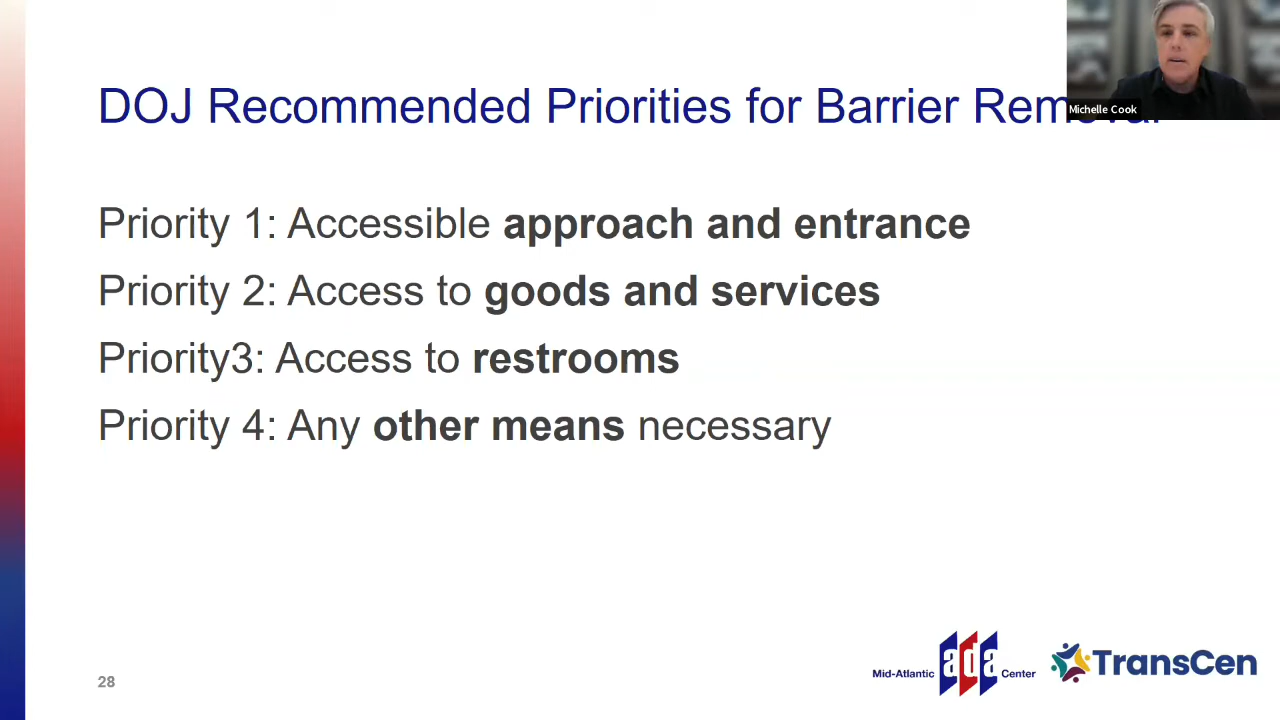 DOJ Recommended Priorities for Barrier Removal
Michelle Cook
Priority 1: Accessible approach and entrance
Priority 2: Access to goods and services
Priority3: Access to restrooms
Priority 4: Any other means necessary
28
Mid-Atlantic ada Center
TransCen